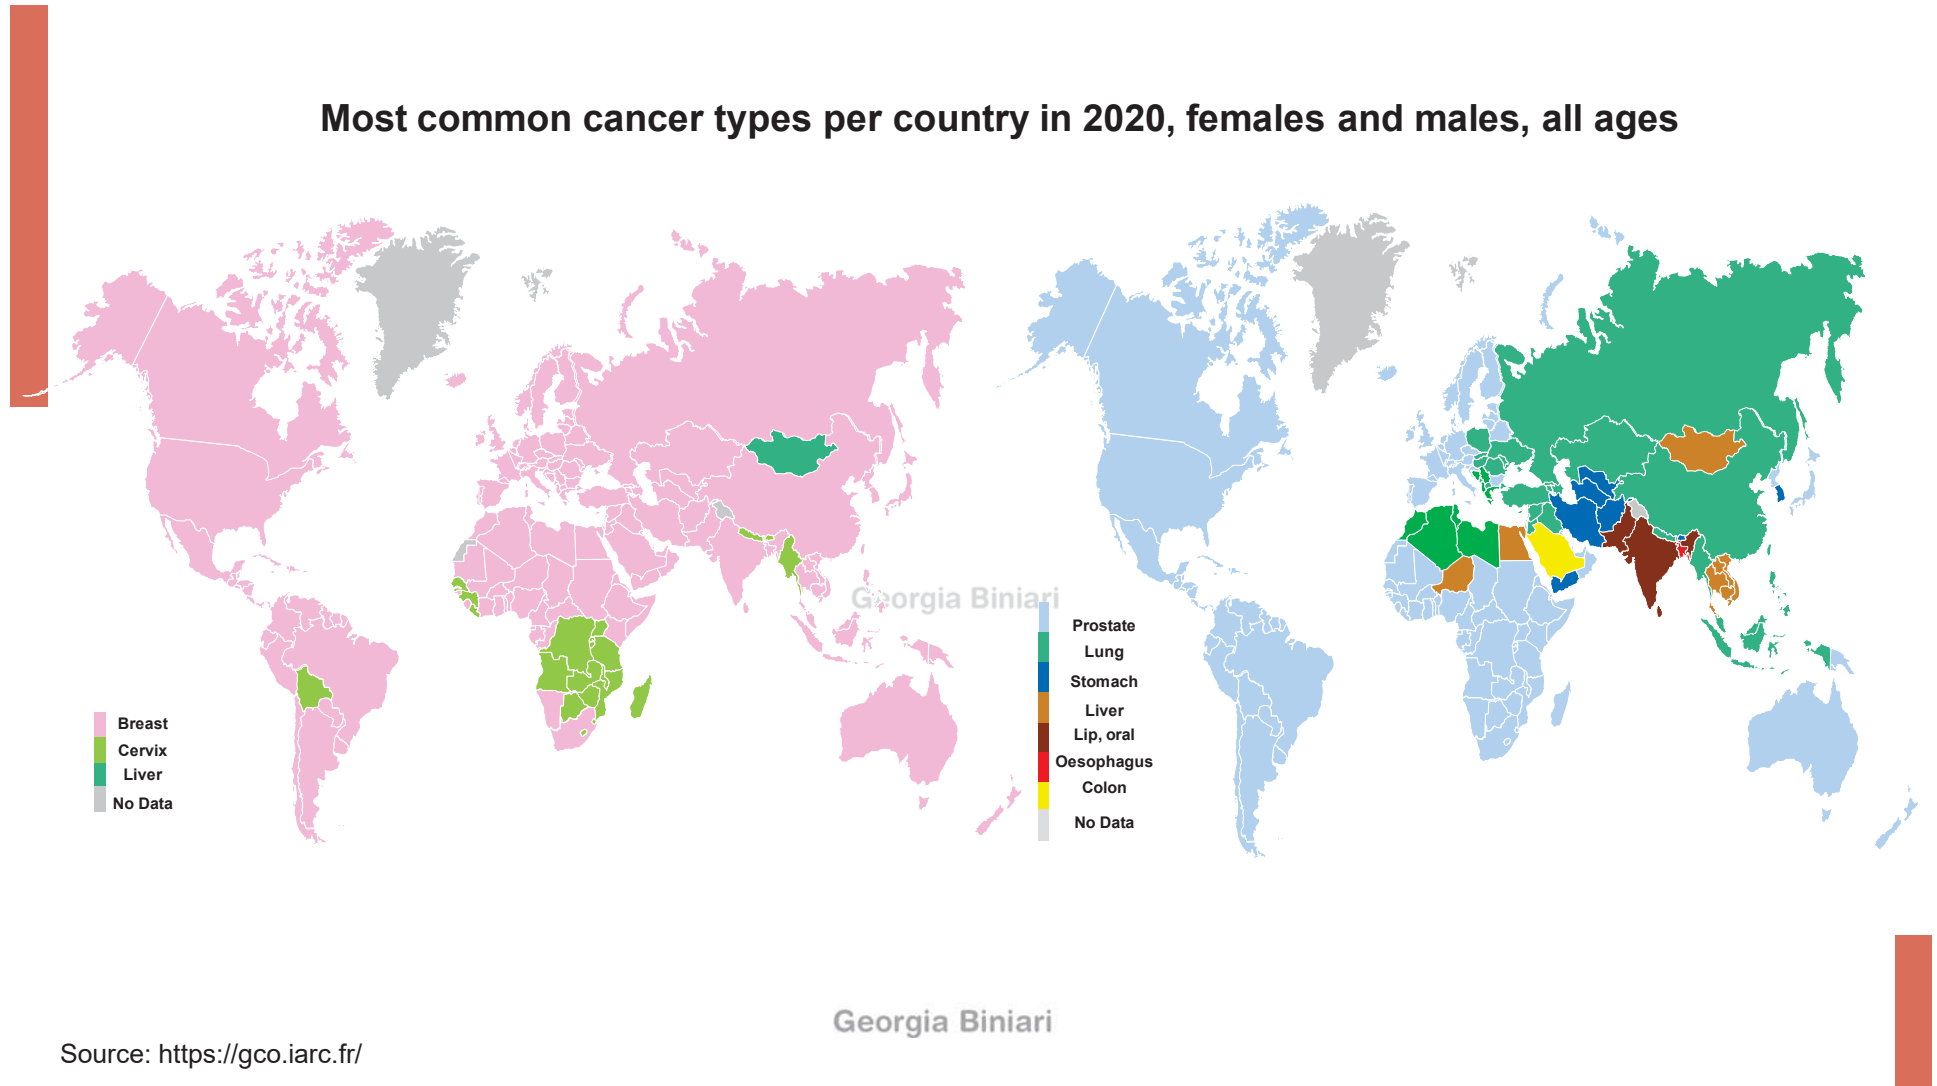 Most common cancer types per country in 2020, females and males, all ages
Breast
Cervix
Liver
No Data
Georgia Biniari
Prostate
Lung
Stomach
Liver
Lip, oral
Oesophagus
Colon
No Data
Georgia Biniari
Source: https://gco.iarc.fr/